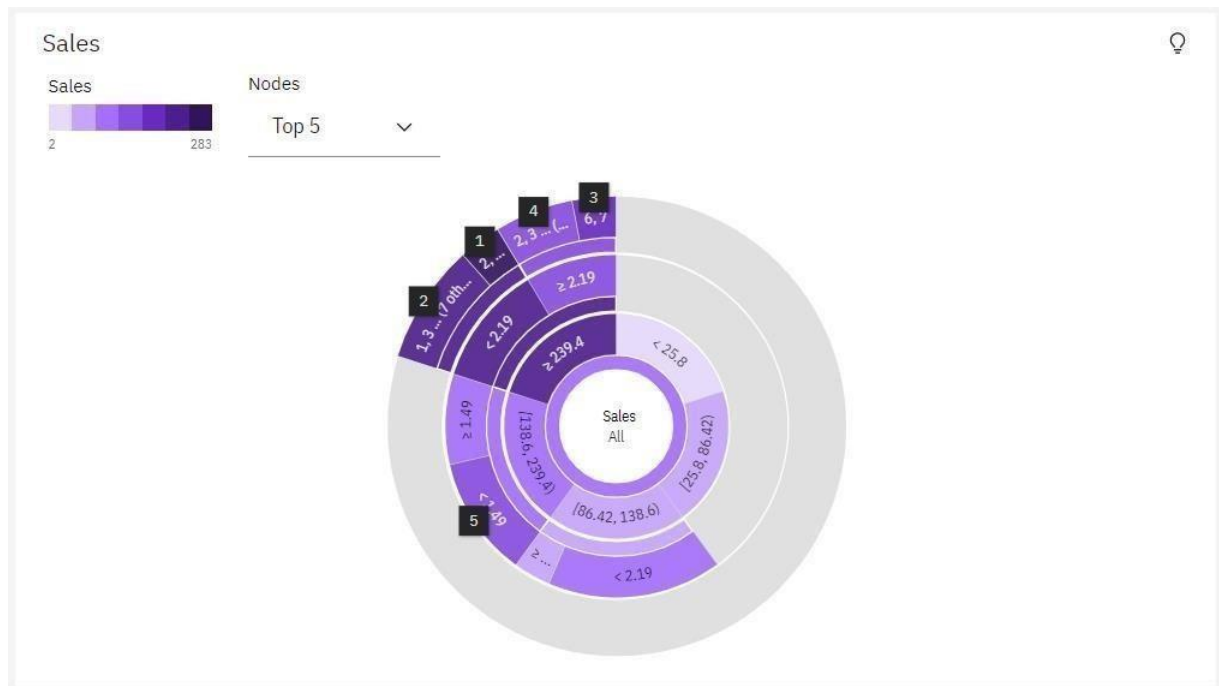 Sales
Sales
2
283
Nodes
Top 5
3
6, 7
4
2, 3 ... (...
1
2, ...
2
1, 3 ... (7 oth...
≥ 2.19
< 2.19
≥ 239.4
< 25.8
≥ 1.49
[138.6, 239.4)
Sales
All
[25.8, 86.42)
< 1.49
5
[86.42, 138.6)
≥ ...
< 2.19